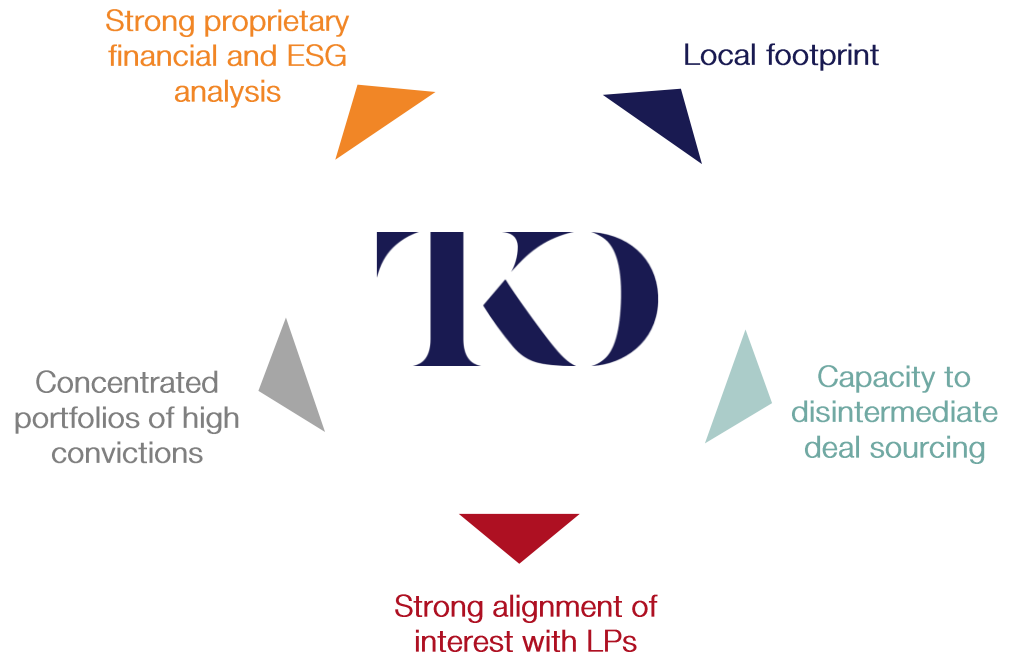 Strong proprietary
financial and ESG
analysis
Local footprint
TKO
Concentrated
portfolios of high
convictions
Capacity to
disintermediate
deal sourcing
Strong alignment of
interest with LPs